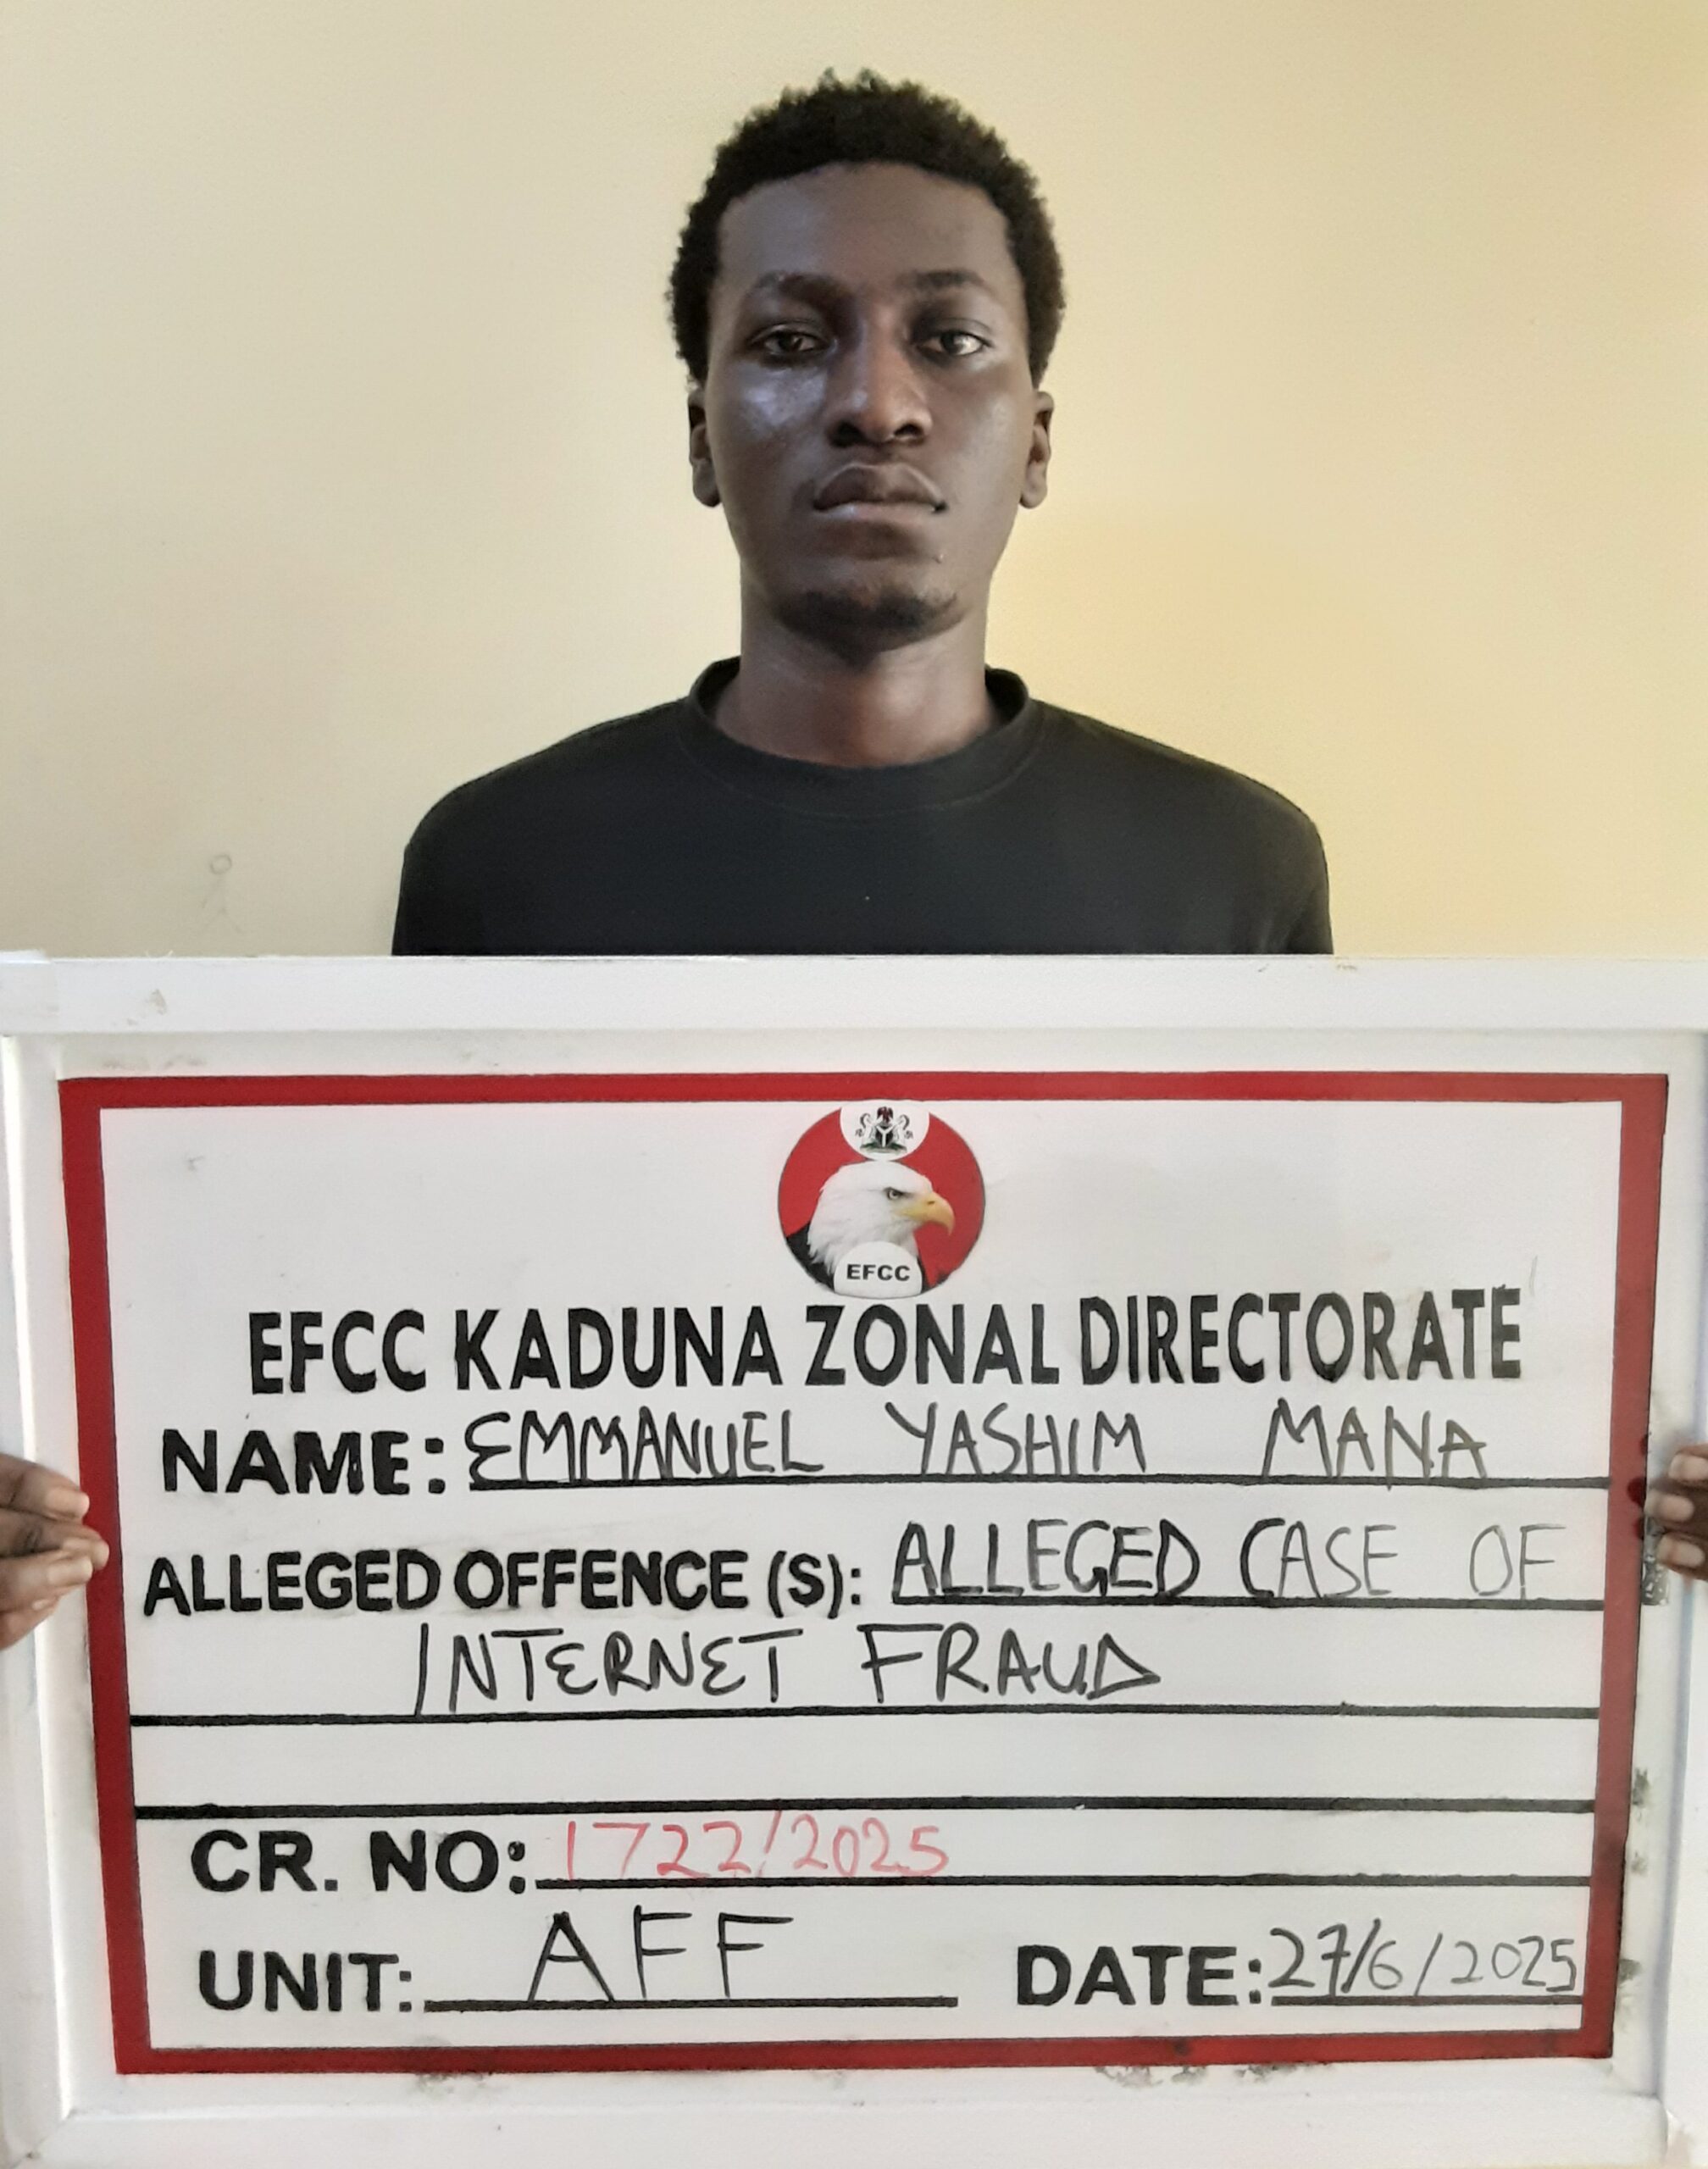 EFCC
EFCC KADUNA ZONAL DIRECTORATE
NAME: EMMANUEL YASHIM MANA
ALLEGED OFFENCE (S): ALLEGED CASE OF
INTERNET FRAUD
CR. NO: 1722/2025
UNIT: AFF DATE: 27/6/2025